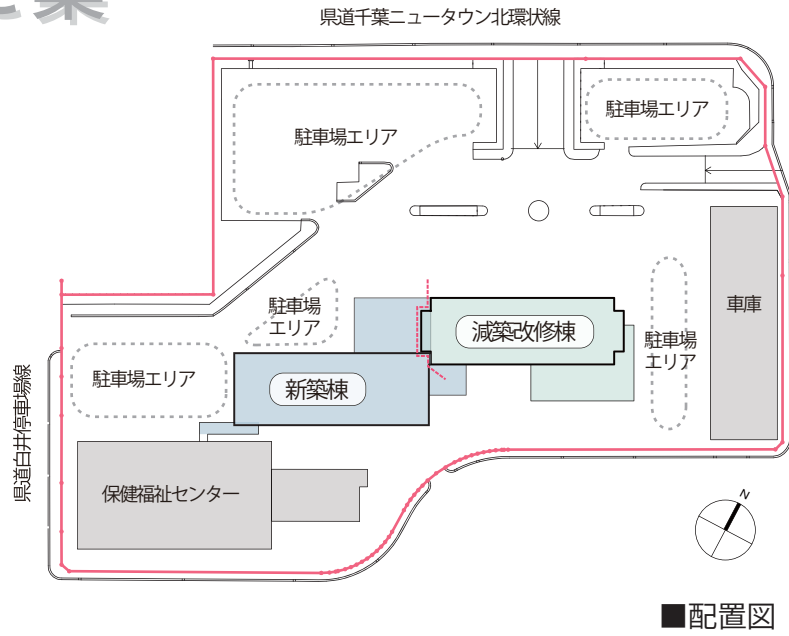 県道千葉ニュータウン北環状線
駐車場エリア
駐車場エリア
車庫
駐車場
エリア
減築改修棟
駐車場
エリア
駐車場エリア
新築棟
県道白井停車場線
保健福祉センター
N
■配置図